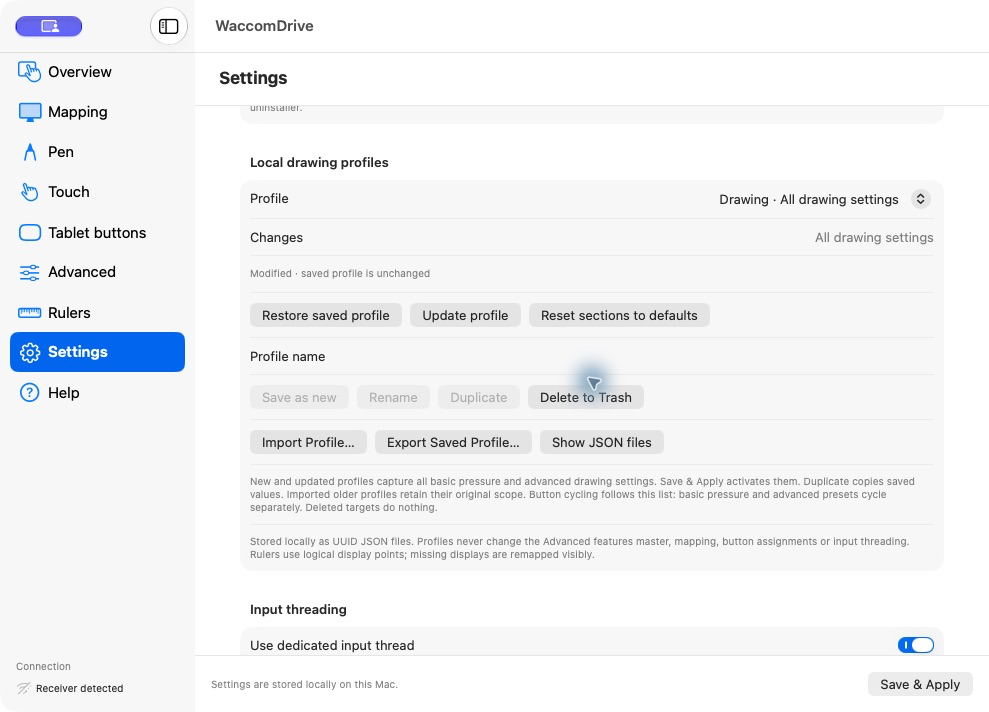 WaccomDrive
Settings
Overview
Mapping
Pen
Touch
Tablet buttons
Advanced
Rulers
Settings
Help
Connection
Receiver detected
uninstaller.
Local drawing profiles
Profile
Drawing · All drawing settings
Changes
All drawing settings
Modified · saved profile is unchanged
Restore saved profile
Update profile
Reset sections to defaults
Profile name
Save as new
Rename
Duplicate
Delete to Trash
Import Profile...
Export Saved Profile...
Show JSON files
New and updated profiles capture all basic pressure and advanced drawing settings. Save & Apply activates them. Duplicate copies saved
values. Imported older profiles retain their original scope. Button cycling follows this list: basic pressure and advanced presets cycle
separately. Deleted targets do nothing.
Stored locally as UUID JSON files. Profiles never change the Advanced features master, mapping, button assignments or input threading.
Rulers use logical display points; missing displays are remapped visibly.
Input threading
Use dedicated input thread
Settings are stored locally on this Mac.
Save & Apply